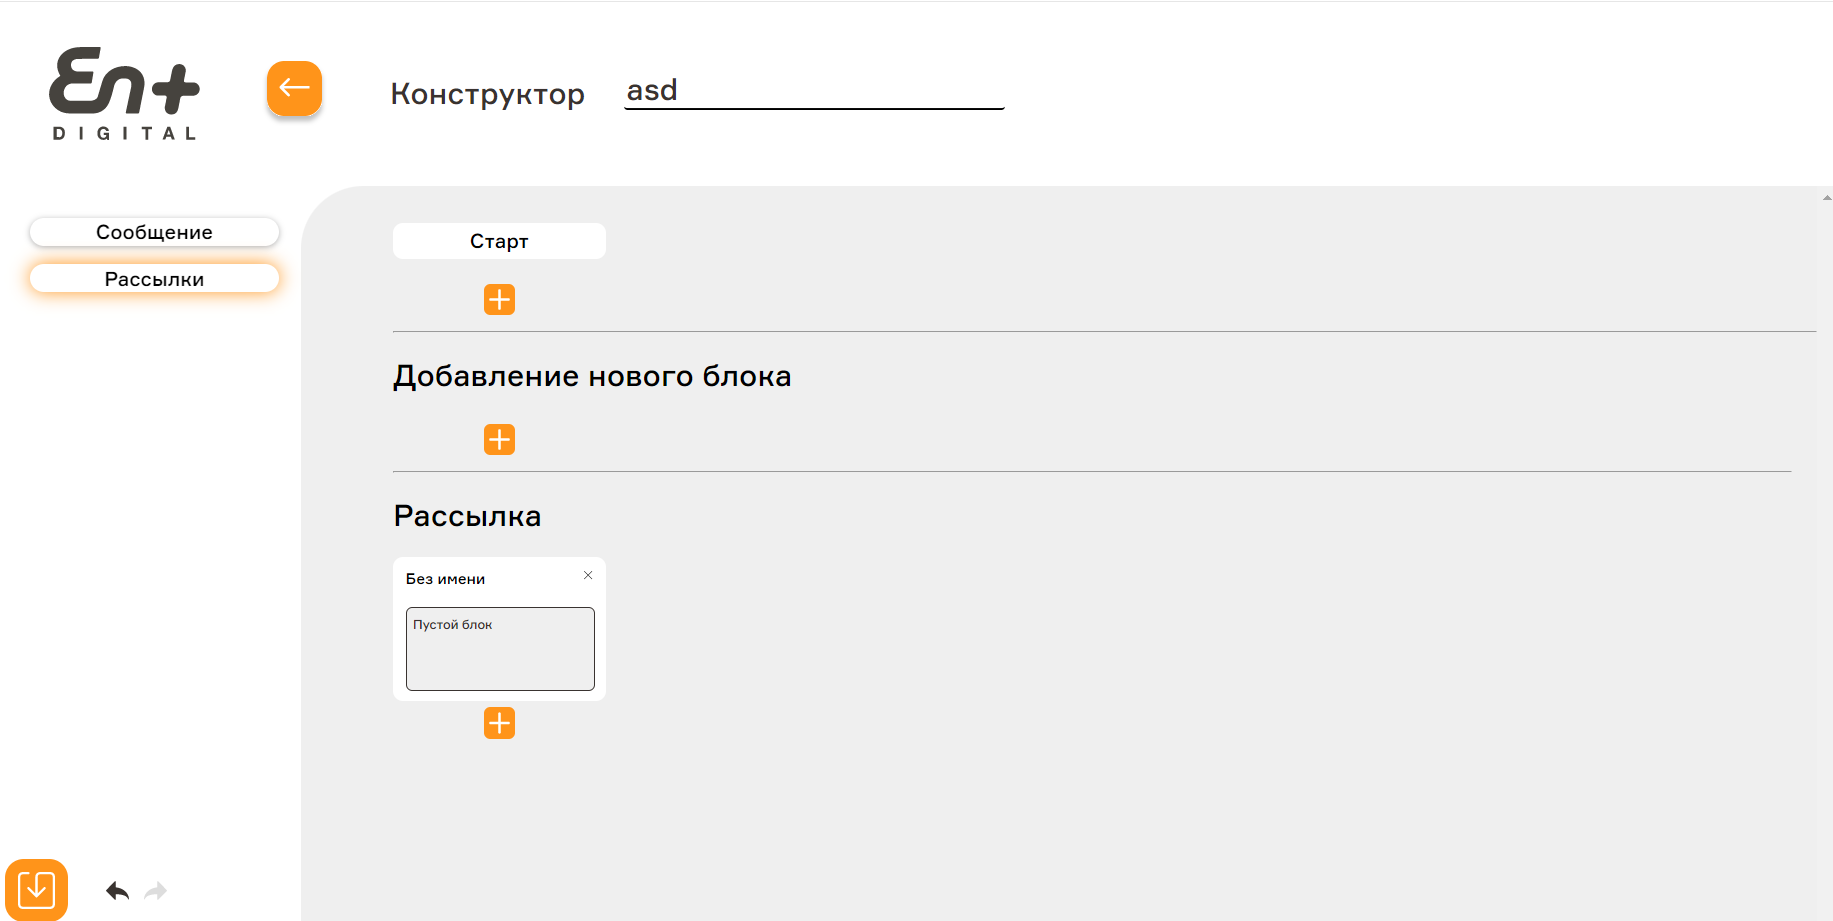 En+
DIGITAL
Конструктор
asd
Сообщение
Рассылки
Старт
Добавление нового блока
Рассылка
Без имени
Пустой блок